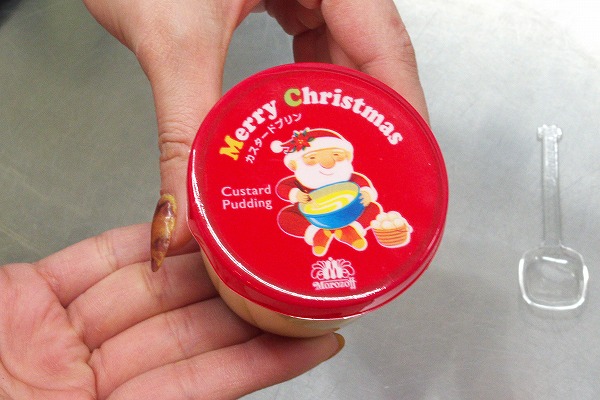 Merry Christmas
カスタードプリン
Custard
Pudding
Morozoff